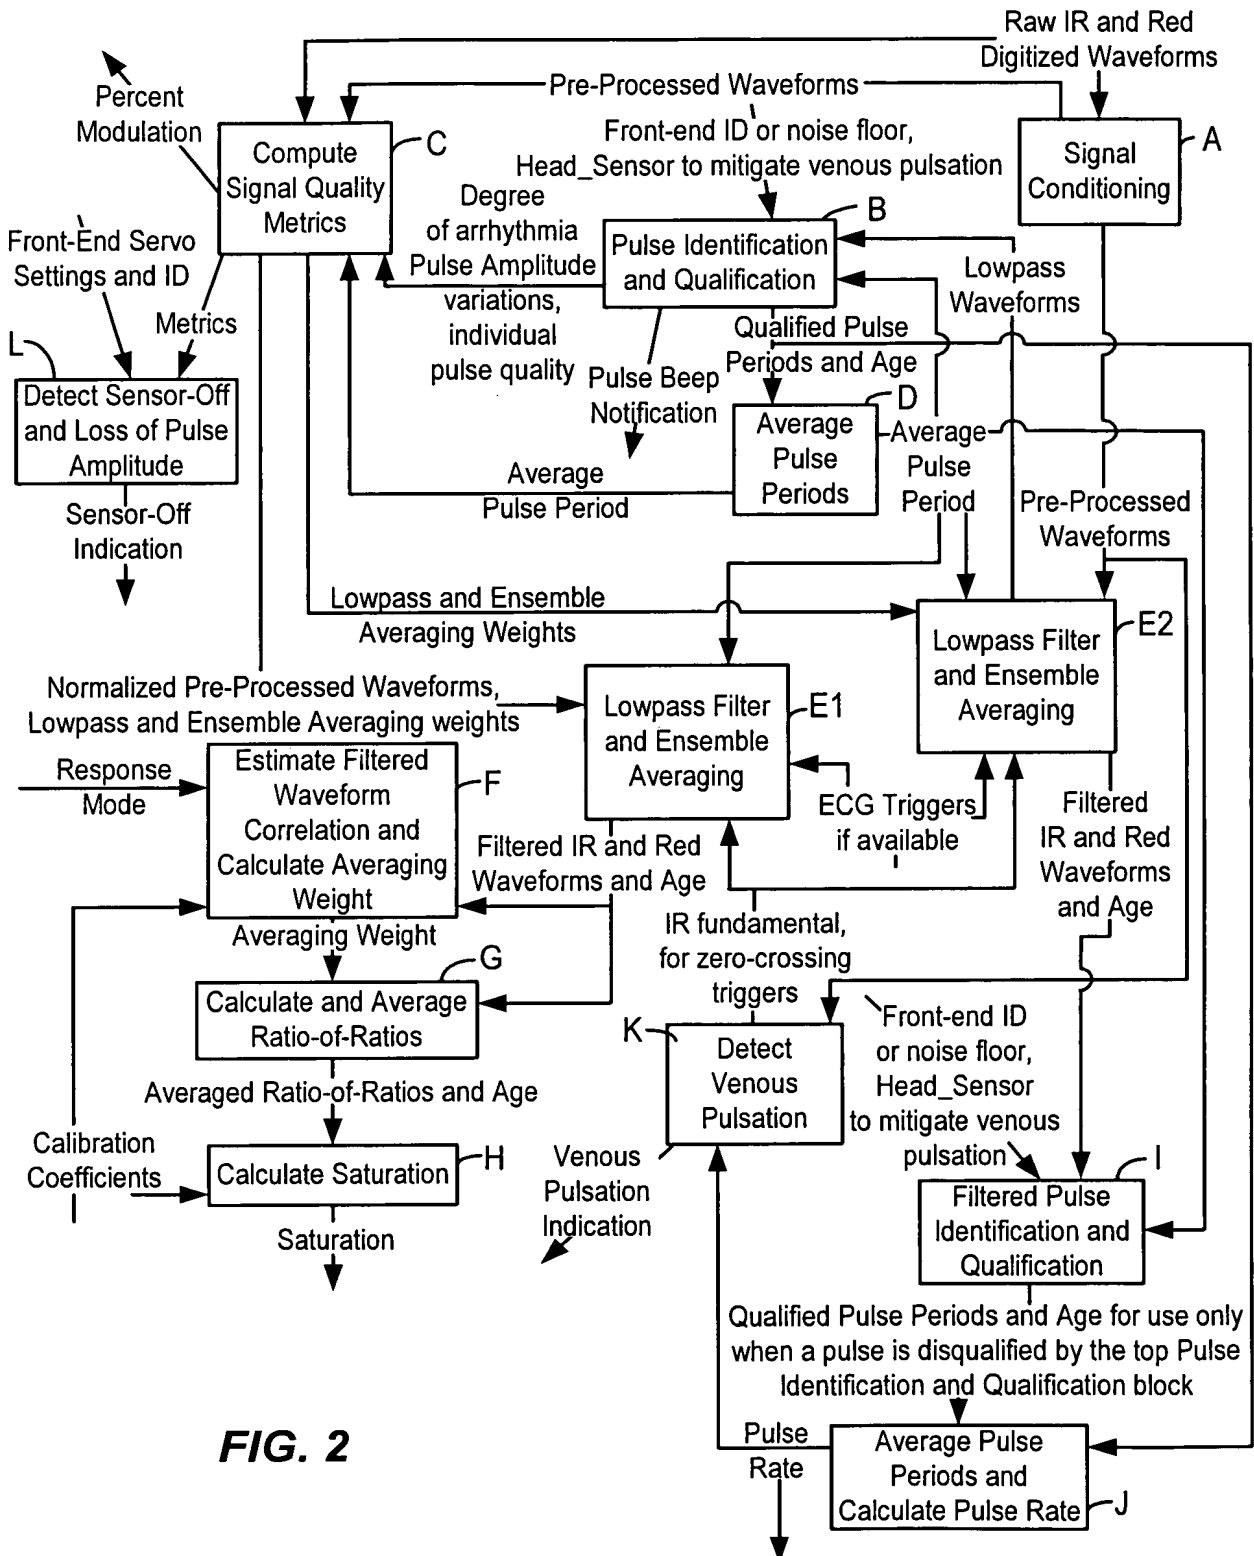 Raw IR and Red
Digitized Waveforms
Percent
Modulation
Pre-Processed Waveforms
Front-end ID or noise floor,
Head_Sensor to mitigate venous pulsation
C
Compute
Signal Quality
Metrics
A
Signal
Conditioning
Degree
of arrhythmia
Pulse Amplitude
variations,
individual
pulse quality
B
Pulse Identification
and Qualification
Lowpass
Waveforms
Front-End Servo
Settings and ID
Metrics
L
Detect Sensor-Off
and Loss of Pulse
Amplitude
Sensor-Off
Indication
Qualified Pulse
Periods and Age
Pulse Beep
Notification
D
Average
Pulse
Periods
Average
Pulse
Period
Average
Pulse Period
Pre-Processed
Waveforms
Lowpass and Ensemble
Averaging Weights
E2
Lowpass Filter
and Ensemble
Averaging
Normalized Pre-Processed Waveforms,
Lowpass and Ensemble Averaging weights
E1
Lowpass Filter
and Ensemble
Averaging
Response
Mode
F
Estimate Filtered
Waveform
Correlation and
Calculate Averaging
Weight
ECG Triggers
if available
Filtered
IR and Red
Waveforms
and Age
Filtered IR and Red
Waveforms and Age
Averaging Weight
IR fundamental,
for zero-crossing
triggers
G
Calculate and Average
Ratio-of-Ratios
K
Detect
Venous
Pulsation
Front-end ID
or noise floor,
Head_Sensor
to mitigate venous
pulsation
Averaged Ratio-of-Ratios and Age
Calibration
Coefficients
H
Calculate Saturation
Venous
Pulsation
Indication
I
Filtered Pulse
Identification and
Qualification
Saturation
Qualified Pulse Periods and Age for use only
when a pulse is disqualified by the top Pulse
Identification and Qualification block
Pulse
Rate
Average Pulse
Periods and
Calculate Pulse Rate
J
FIG. 2